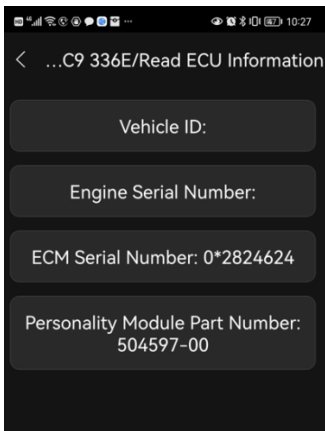 10:27
...C9 336E/Read ECU Information
Vehicle ID:
Engine Serial Number:
ECM Serial Number: 0*2824624
Personality Module Part Number:
504597-00